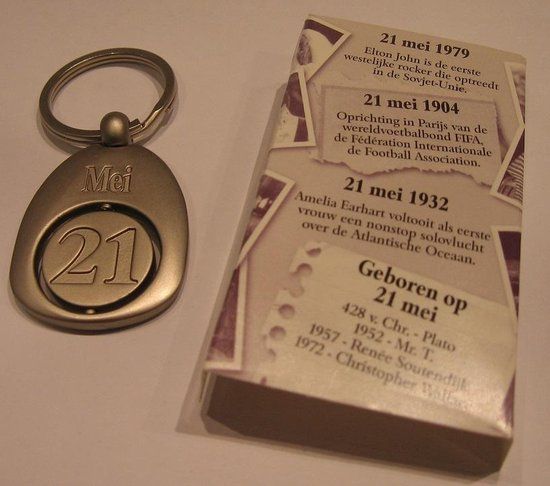 Mei
21
21 mei 1979
Elton John is de eerste
westelijke rocker die optreedt
in de Sovjet-Unie.
21 mei 1904
Oprichting in Parijs van de
wereldvoetbalbond FIFA,
de Fédération Internationale
de Football Association.
21 mei 1932
Amelia Earhart voltooit als eerste
vrouw een nonstop solovlucht
over de Atlantische Oceaan.
Geboren op
21 mei
428 v. Chr. - Plato
1952 - Mr. T.
1957 - Renée Soutendijk
1972 - Christopher